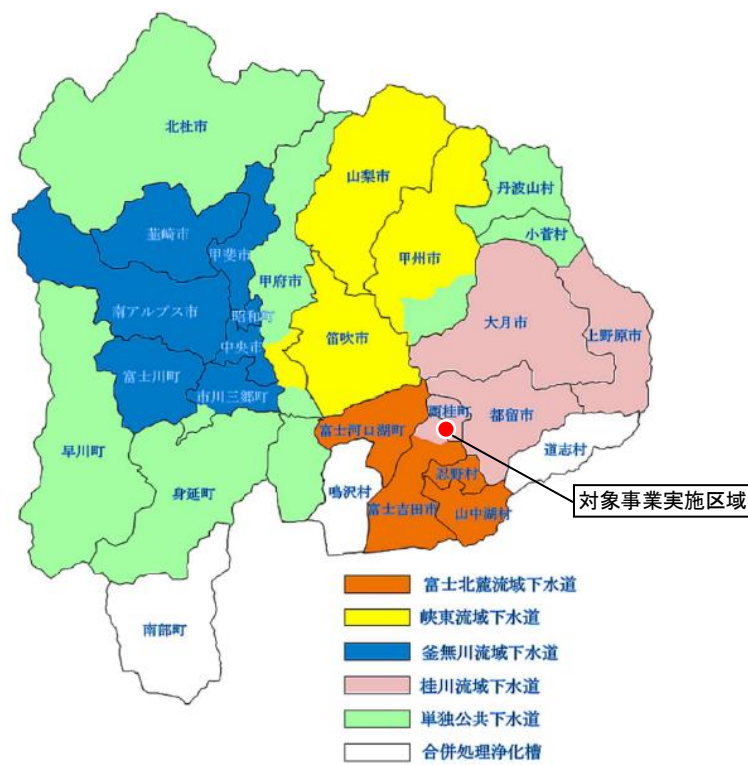 北杜市
山梨市
丹波山村
小菅村
韮崎市
甲斐市
甲府市
甲州市
南アルプス市
昭和町
大月市
上野原市
中央市
笛吹市
富士川町
市川三郷町
西桂町
都留市
富士河口湖町
道志村
早川町
忍野村
身延町
鳴沢村
富士吉田市
山中湖村
対象事業実施区域
南部町
富士北麓流域下水道
峡東流域下水道
釜無川流域下水道
桂川流域下水道
単独公共下水道
合併処理浄化槽